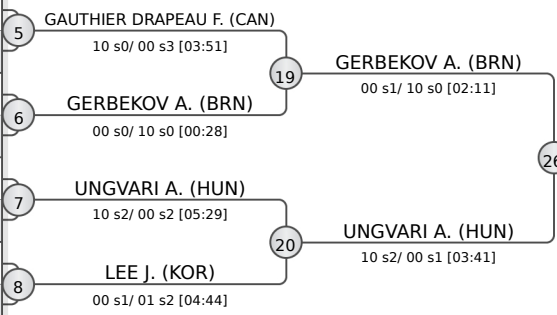 5
GAUTHIER DRAPEAU F. (CAN)
10 s0/ 00 s3 [03:51]
19
GERBEKOV A. (BRN)
00 s1/ 10 s0 [02:11]
6
GERBEKOV A. (BRN)
00 s0/ 10 s0 [00:28]
26
7
UNGVARI A. (HUN)
10 s2/ 00 s2 [05:29]
20
UNGVARI A. (HUN)
10 s2/ 00 s1 [03:41]
8
LEE J. (KOR)
00 s1/ 01 s2 [04:44]